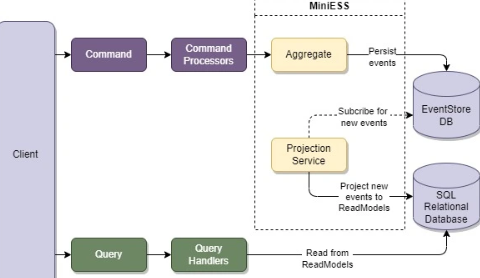 MiniESS
Client
Command
Command
Processors
Aggregate
Persist
events
EventStore
DB
Subcribe for
new events
Projection
Service
Project new
events to
ReadModels
SQL
Relational
Database
Query
Query
Handlers
Read from
ReadModels